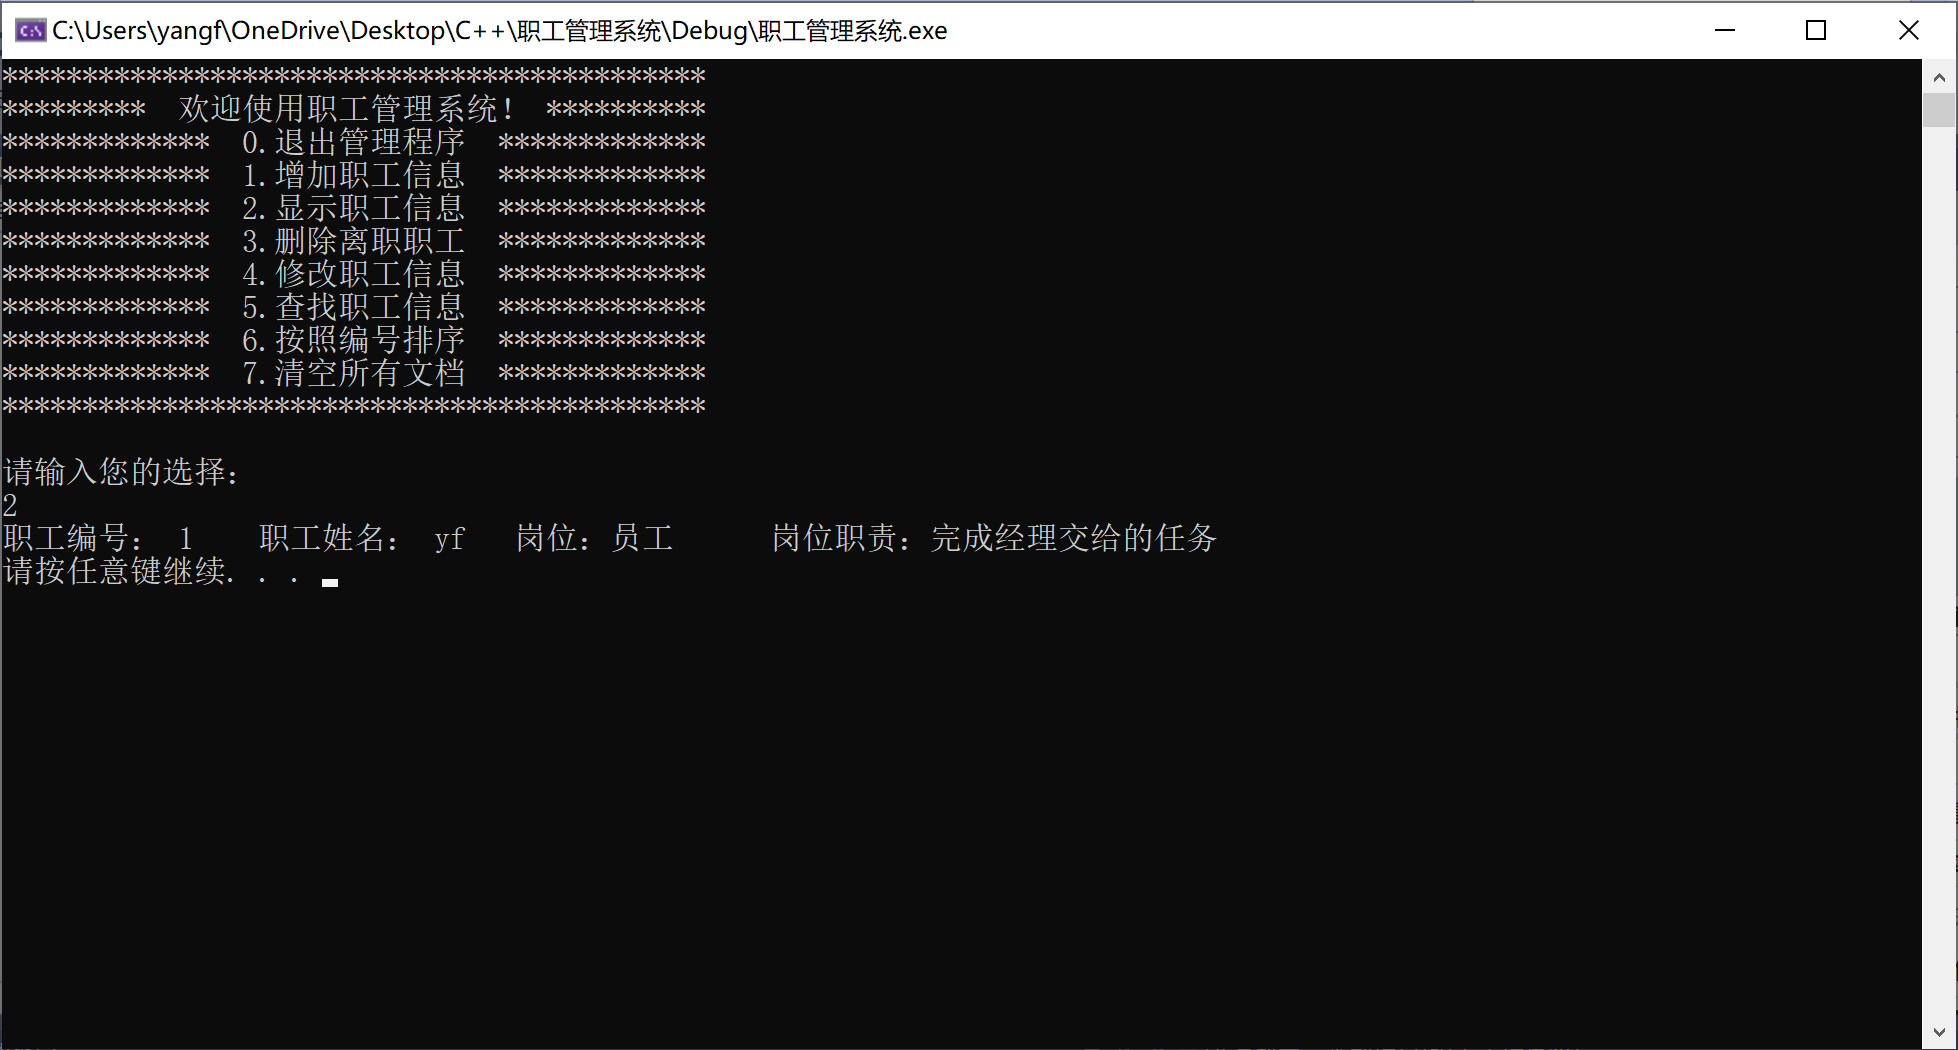 C:\Users\yangf\OneDrive\Desktop\C++\职工管理系统\Debug\职工管理系统.exe
********************************************
*********  欢迎使用职工管理系统！ **********
*************  0.退出管理程序  *************
*************  1.增加职工信息  *************
*************  2.显示职工信息  *************
*************  3.删除离职职工  *************
*************  4.修改职工信息  *************
*************  5.查找职工信息  *************
*************  6.按照编号排序  *************
*************  7.清空所有文档  *************
********************************************
请输入您的选择：
2
职工编号： 1    职工姓名： yf   岗位：员工      岗位职责：完成经理交给的任务
请按任意键继续. . .